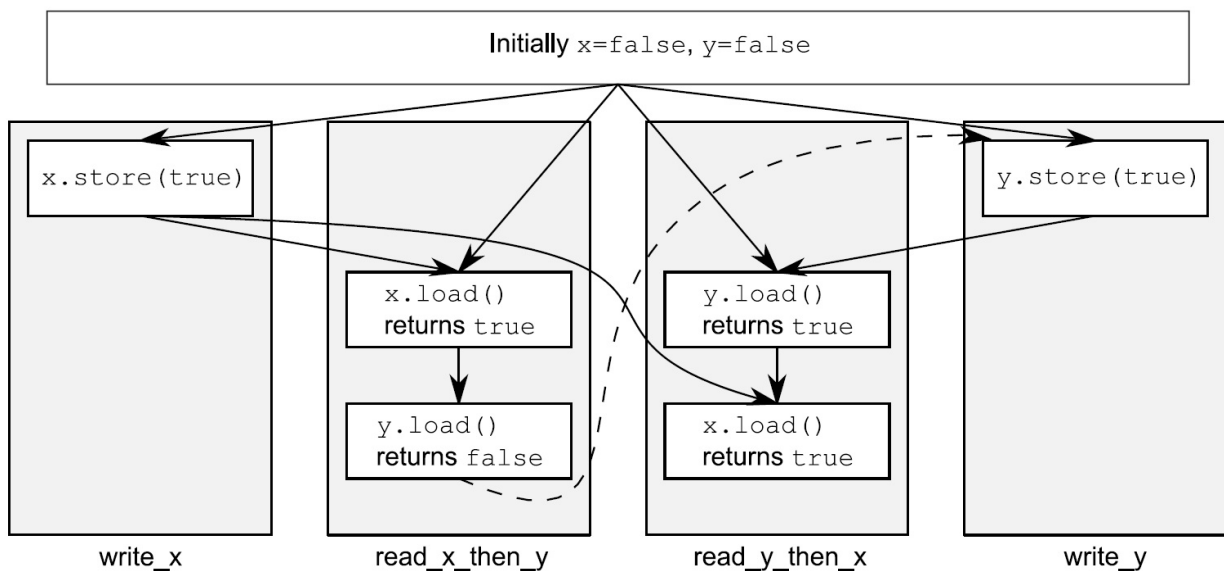 Initially x=false, y=false
x.store(true)
y.store(true)
x.load()
returns true
y.load()
returns true
y.load()
returns false
x.load()
returns true
write_x
read_x_then_y
read_y_then_x
write_y